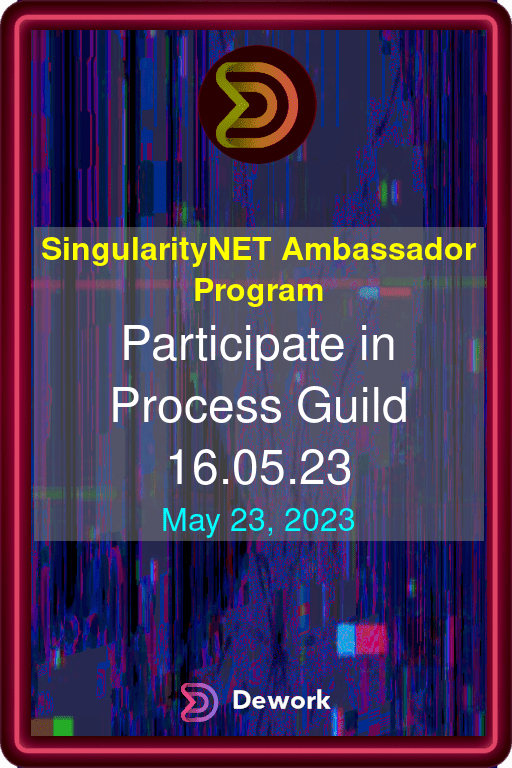 SingularityNET Ambassador
Program
Participate in
Process Guild
16.05.23
May 23, 2023
Dework